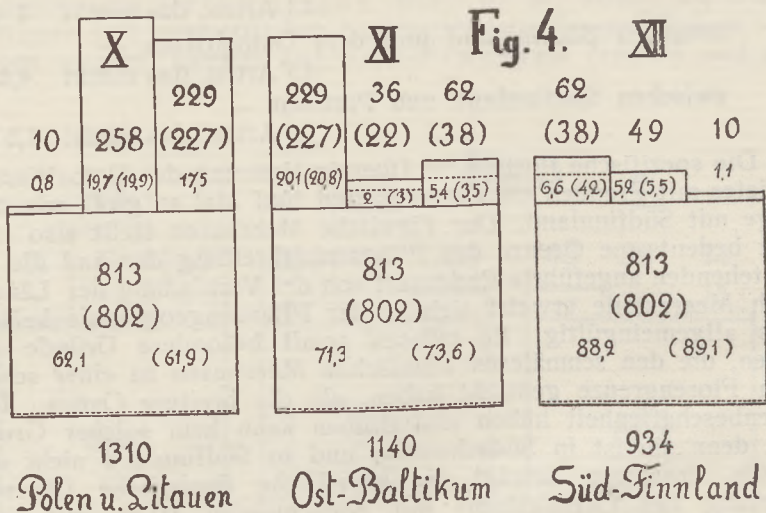 Fig. 4.
X XI XII
229 229 36 62 62
10 258 (227) (227) (22) (38) (38) 49 10
0,8 19,7 (19,9) 17,5 20,1 (20,8) 2 (3) 5,4 (3,5) 6,6 (4,2) 5,2 (5,5) 1,1
813 813 813
(802) (802) (802)
62,1 (61,9) 71,3 (73,6) 88,2 (89,1)
1310 1140 934
Polen u. Litauen Ost-Baltikum Süd-Finnland